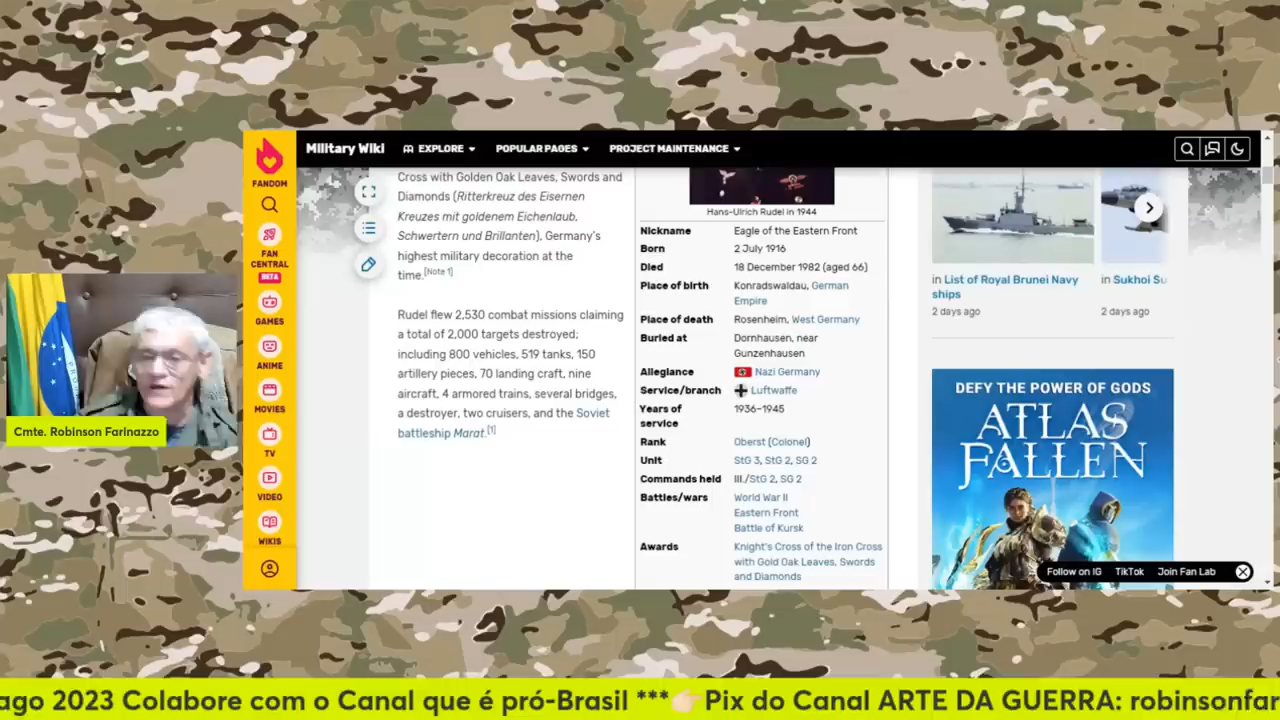 Military Wiki
EXPLORE
POPULAR PAGES
PROJECT MAINTENANCE
FANDOM
FAN
CENTRAL
BETA
GAMES
ANIME
MOVIES
TV
VIDEO
WIKIS
Cross with Golden Oak Leaves, Swords and
Diamonds (Ritterkreuz des Eisernen
Kreuzes mit goldenem Eichenlaub,
Schwertern und Brillanten), Germany's
highest military decoration at the
time.[Note 1]
Rudel flew 2,530 combat missions claiming
a total of 2,000 targets destroyed;
including 800 vehicles, 519 tanks, 150
artillery pieces, 70 landing craft, nine
aircraft, 4 armored trains, several bridges,
a destroyer, two cruisers, and the Soviet
battleship Marat.[1]
Hans-Ulrich Rudel in 1944
Nickname Eagle of the Eastern Front
Born 2 July 1916
Died 18 December 1982 (aged 66)
Place of birth Konradswaldau, German
Empire
Place of death Rosenheim, West Germany
Buried at Dornhausen, near
Gunzenhausen
Allegiance Nazi Germany
Service/branch Luftwaffe
Years of 1936–1945
service
Rank Oberst (Colonel)
Unit StG 3, StG 2, SG 2
Commands held III./StG 2, SG 2
Battles/wars World War II
Eastern Front
Battle of Kursk
Awards Knight's Cross of the Iron Cross
with Gold Oak Leaves, Swords
and Diamonds
in List of Royal Brunei Navy
ships
2 days ago
in Sukhoi Su
2 days ago
DEFY THE POWER OF GODS
ATLAS
FALLEN
Follow on IG TikTok Join Fan Lab
Cmte. Robinson Farinazzo
ago 2023 Colabore com o Canal que é pró-Brasil ***👉🏻Pix do Canal ARTE DA GUERRA: robinsonfar